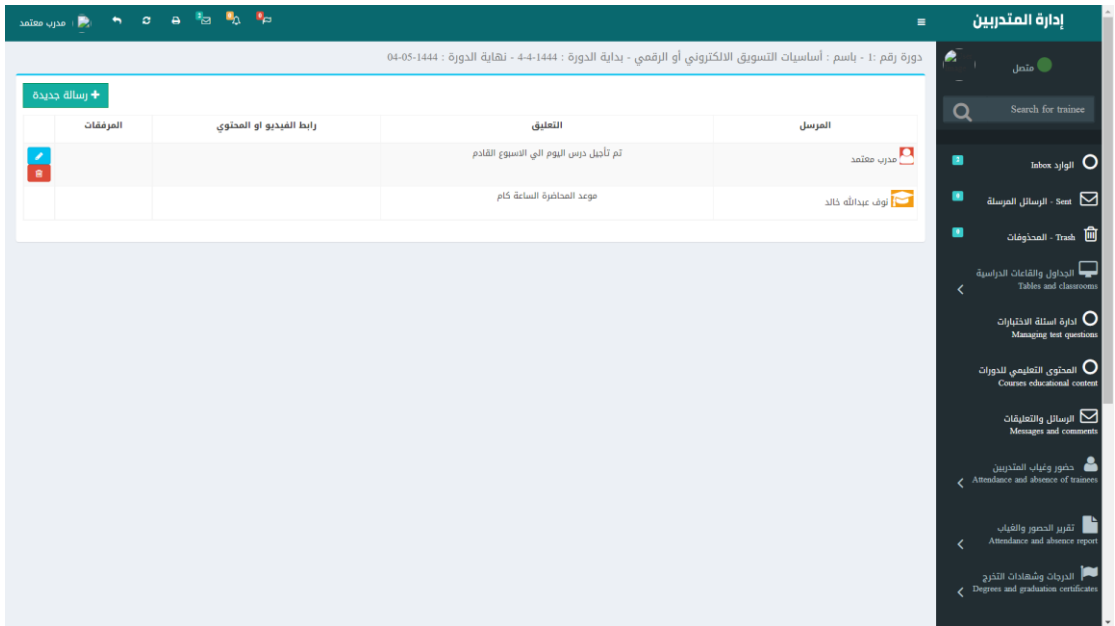 إدارة المتدربين
مدرب معتمد
متصل
Search for trainee
الوارد Inbox
Sent - الرسائل المرسلة
Trash - المحذوفات
الجداول والقاعات الدراسية
Tables and classrooms
ادارة اسئلة الاختبارات
Managing test questions
المحتوى التعليمي للدورات
Courses educational content
الرسائل والتعليقات
Messages and comments
حضور وغياب المتدربين
Attendance and absence of trainees
تقرير الحصور والغياب
Attendance and absence report
الدرجات وشهادات التخرج
Degrees and graduation certificates
دورة رقم :1 - باسم : أساسيات التسويق الالكتروني أو الرقمي - بداية الدورة : 1444-4-4 - نهاية الدورة : 1444-05-04
+ رسالة جديدة
المرسل التعليق رابط الفيديو او المحتوي المرفقات
مدرب معتمد تم تأجيل درس اليوم الي الاسبوع القادم
نوف عبدالله خالد موعد المحاضرة الساعة كام